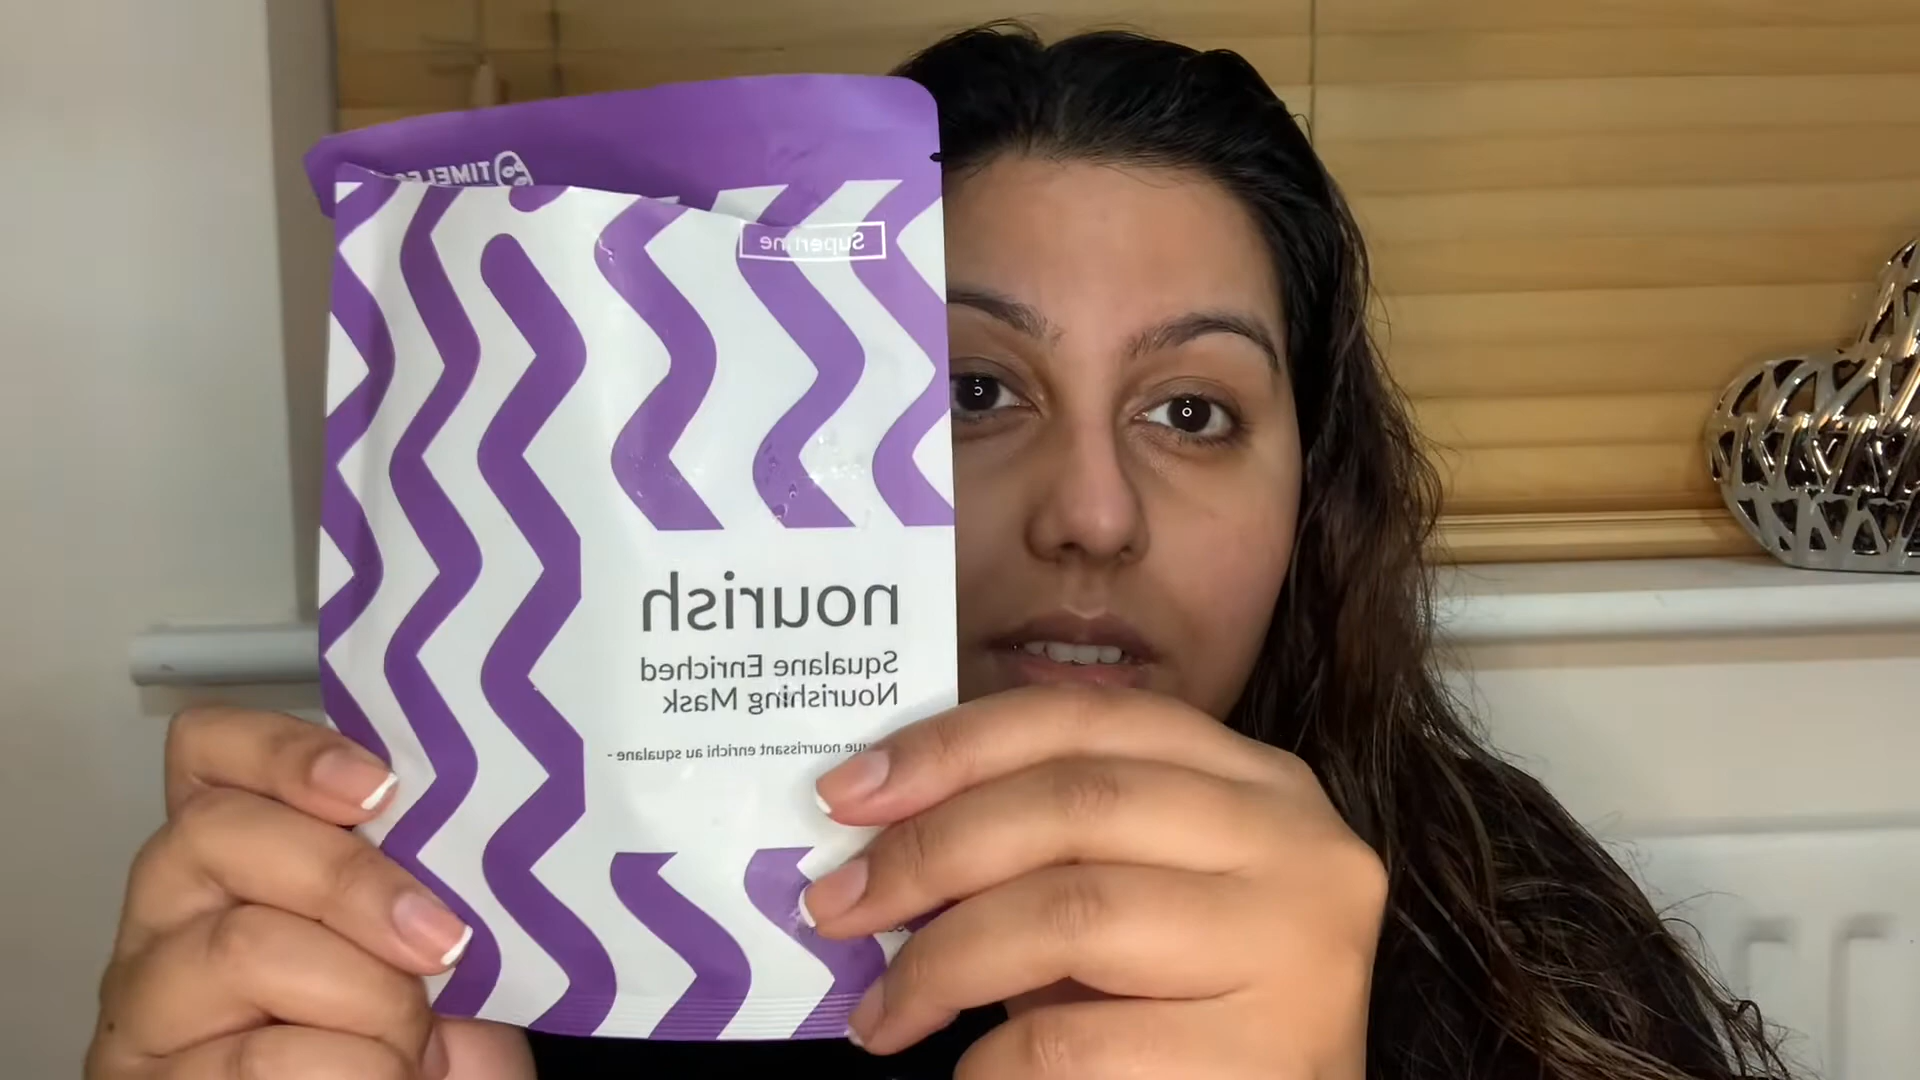 Superfine
nourish
Squalane Enriched
Nourishing Mask
nourrissant enrichi au squalane -